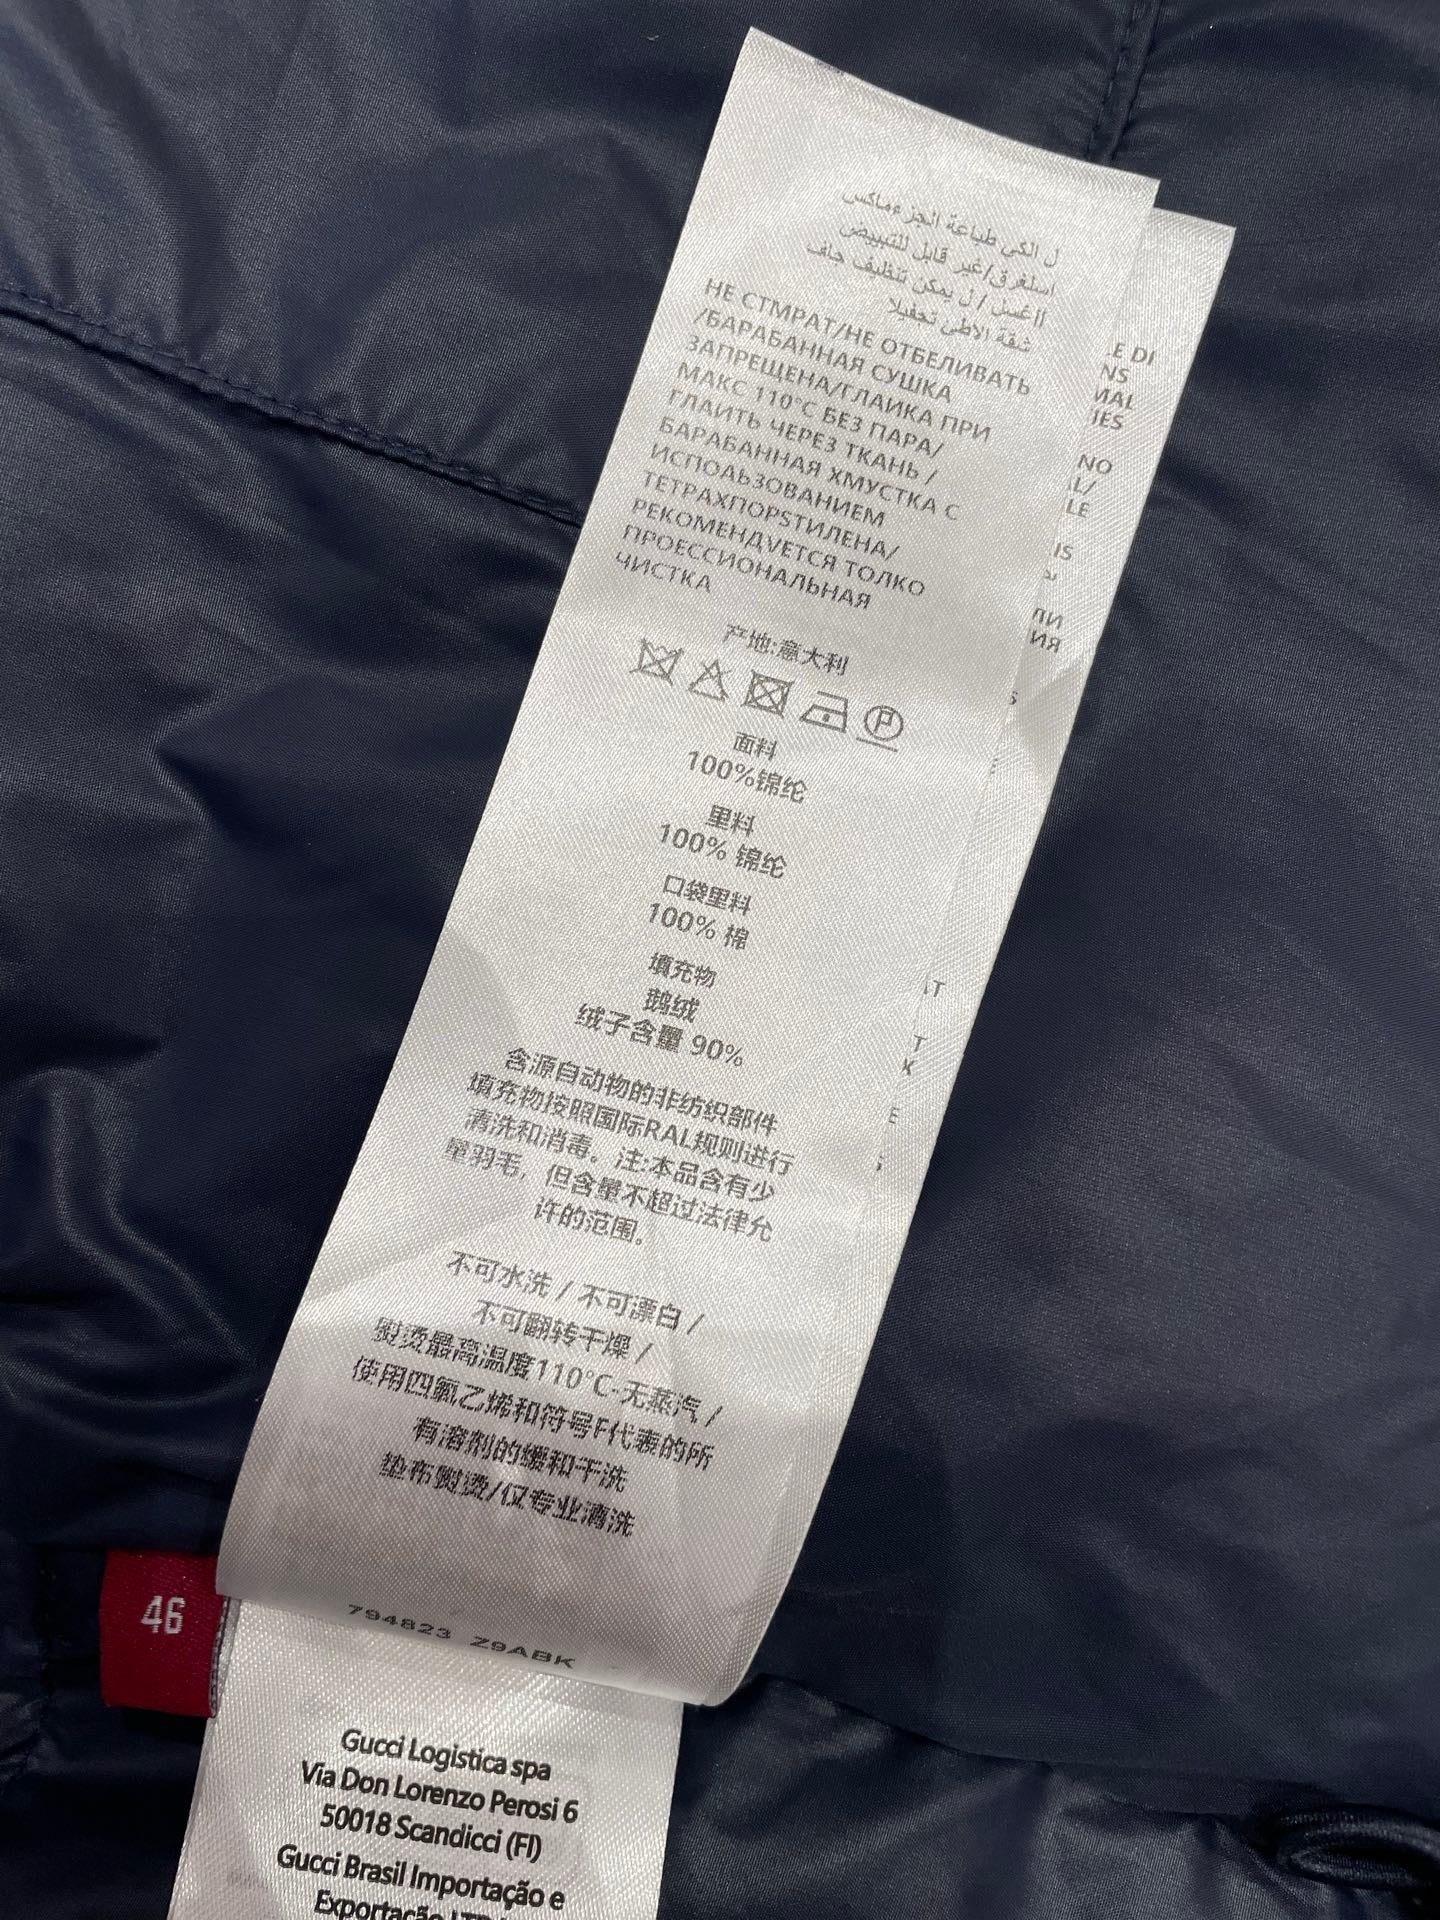 ل الكي طباعة الجزءماكس
استغرق/غير قابل للتبييض
ل يمكن تنظيف جاف
НЕ СТМРАТ/НЕ ОТБЕЛИВАТЬ
/БАРАБАННАЯ СУШКА
ЗАПРЕЩЕНА/ГЛАИКА ПРИ
МАКС 110°C БЕЗ ПАРА/
ГЛАИТЬ ЧЕРЕЗ ТКАНЬ /
БАРАБАННАЯ ХМУСТКА С
ИСПОЛЬЗОВАНИЕМ
ТЕТРАХПОРSТИЛЕНА/
РЕКОМЕНДVЕТСЯ ТОЛКО
ПРОЕССИОНАЛЬНАЯ
ЧИСТКА
产地:意大利
面料
100%锦纶
里料
100% 锦纶
口袋里料
100% 棉
填充物
鹅绒
绒子含量 90%
含源自动物的非纺织部件
填充物按照国际RAL规则进行
清洗和消毒。注:本品含有少
量羽毛，但含量不超过法律允
许的范围。
不可水洗 / 不可漂白 /
不可翻转干燥 /
熨烫最高温度110°C-无蒸汽 /
使用四氟乙烯和符号F代表的所
有溶剂的缓和干洗
垫布熨烫/仅专业清洗
794823 Z9ABK
46
Gucci Logistica spa
Via Don Lorenzo Perosi 6
50018 Scandicci (FI)
Gucci Brasil Importação e
Exportação LTDA